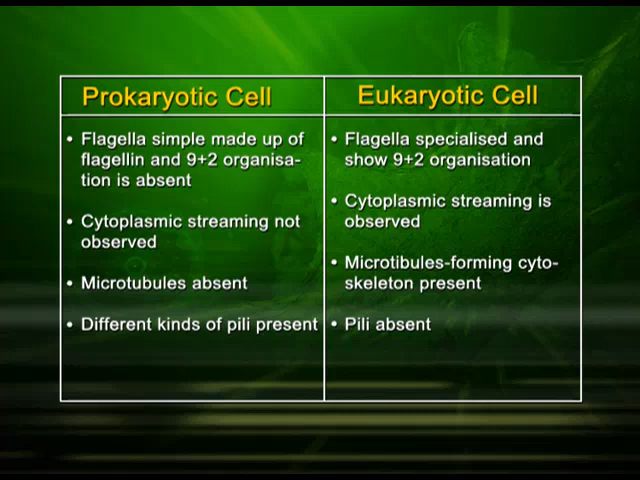 Prokaryotic Cell
• Flagella simple made up of
flagellin and 9+2 organisa-
tion is absent
• Cytoplasmic streaming not
observed
• Microtubules absent
• Different kinds of pili present
Eukaryotic Cell
• Flagella specialised and
show 9+2 organisation
• Cytoplasmic streaming is
observed
• Microtibules-forming cyto-
skeleton present
• Pili absent